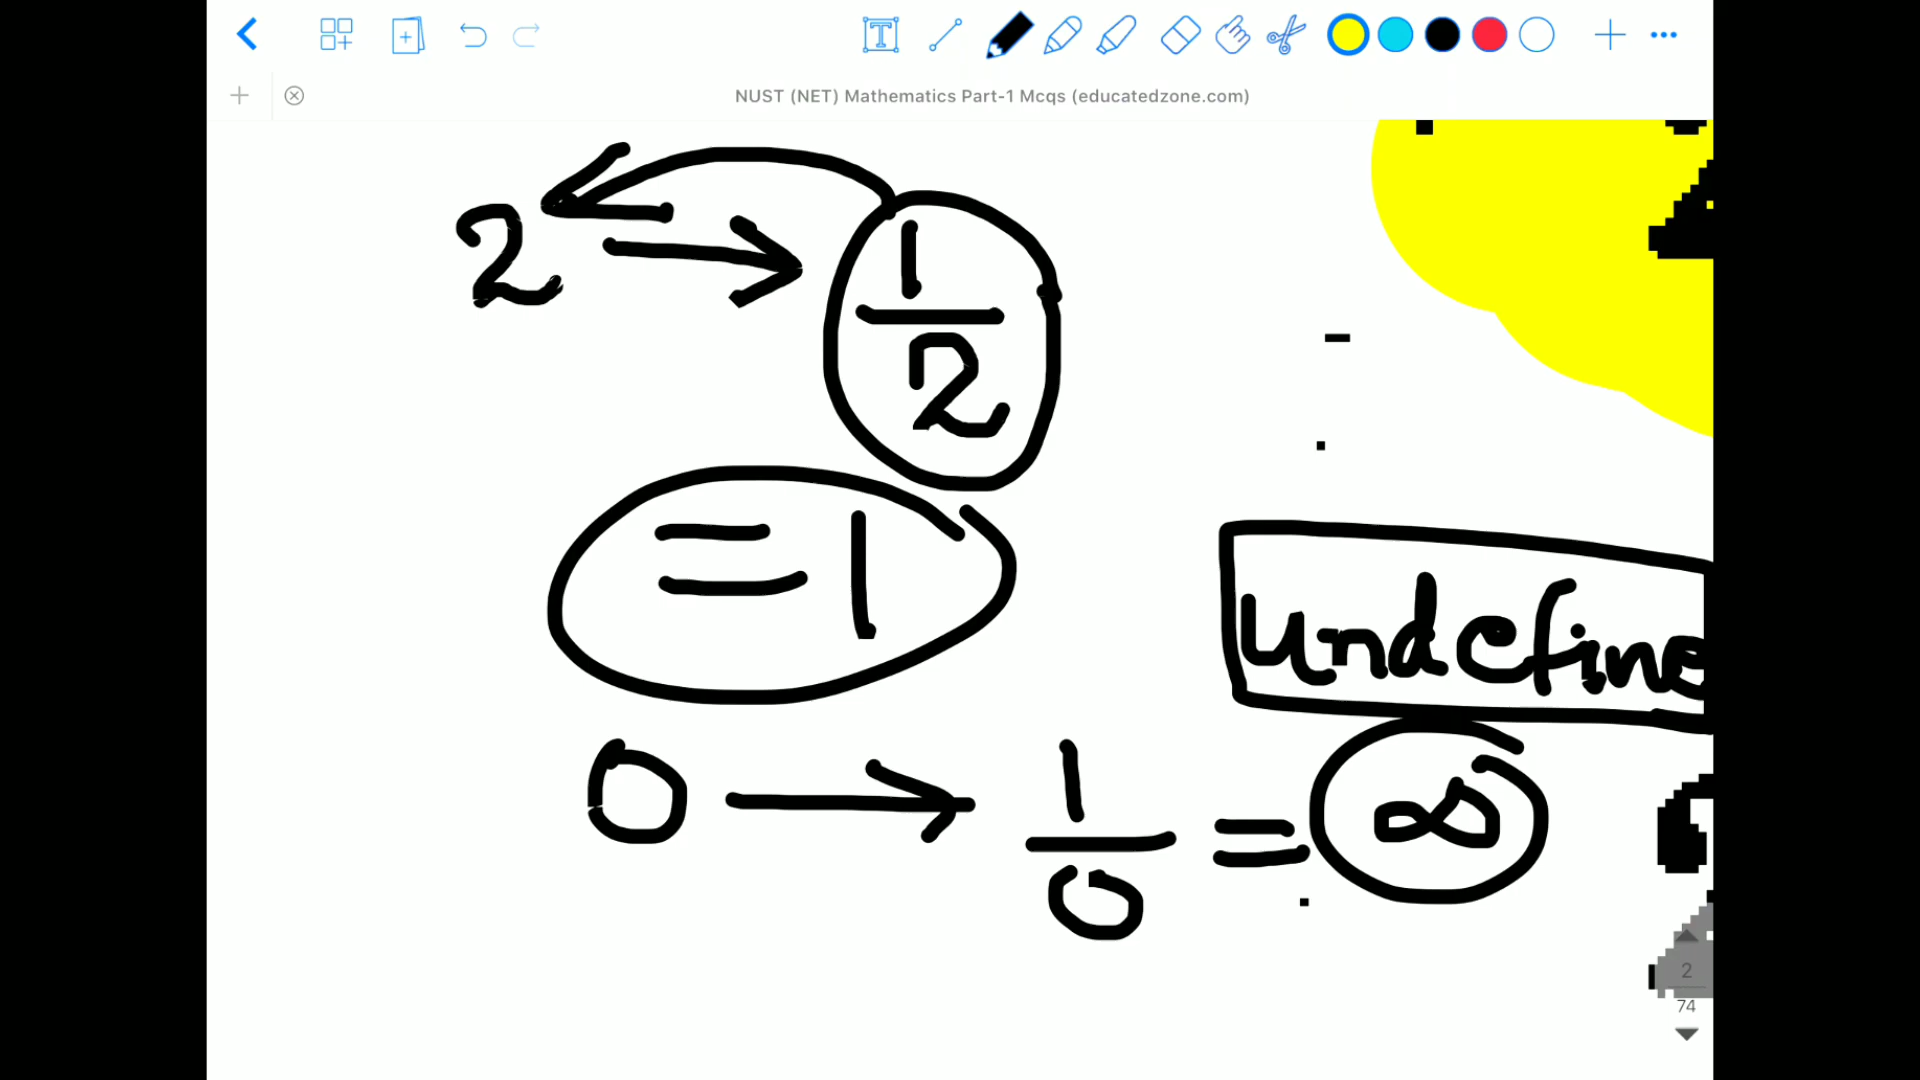 NUST (NET) Mathematics Part-1 Mcqs (educatedzone.com)
2 → 1/2
= 1
undefine
0 → 1/0 = ∞
2
74